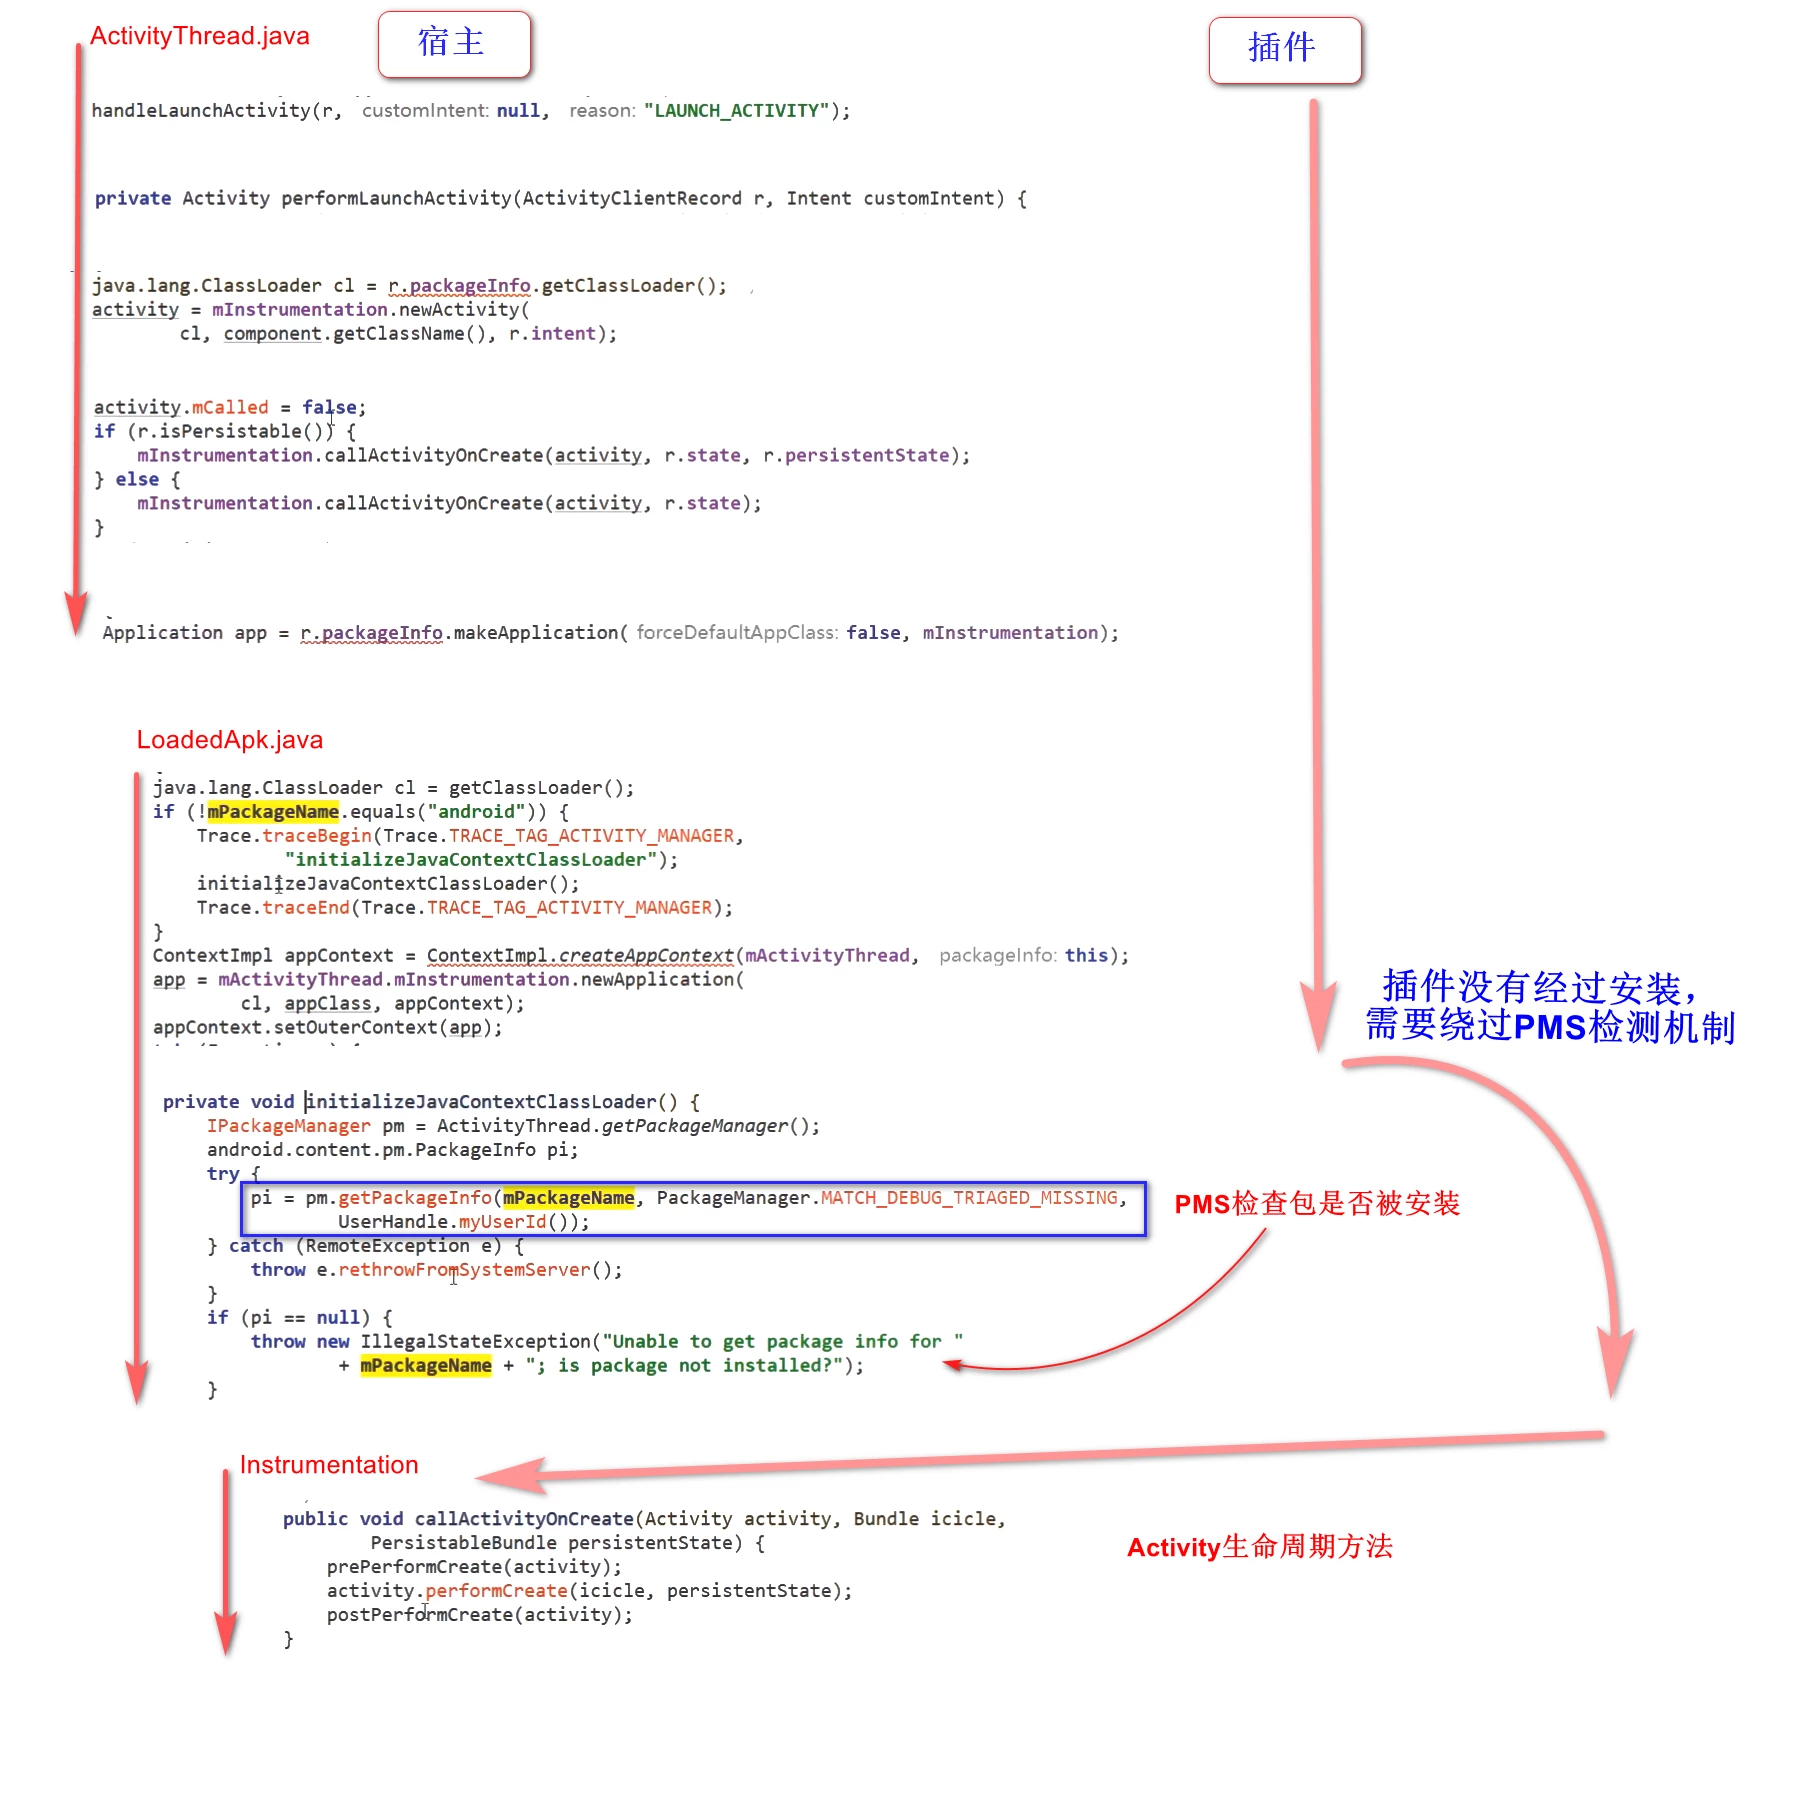 ActivityThread.java
宿主
插件
handleLaunchActivity(r, customIntent: null, reason: "LAUNCH_ACTIVITY");
private Activity performLaunchActivity(ActivityClientRecord r, Intent customIntent) {
java.lang.ClassLoader cl = r.packageInfo.getClassLoader();
activity = mInstrumentation.newActivity(
cl, component.getClassName(), r.intent);
activity.mCalled = false;
if (r.isPersistable()) {
mInstrumentation.callActivityOnCreate(activity, r.state, r.persistentState);
} else {
mInstrumentation.callActivityOnCreate(activity, r.state);
}
Application app = r.packageInfo.makeApplication( forceDefaultAppClass: false, mInstrumentation);
LoadedApk.java
java.lang.ClassLoader cl = getClassLoader();
if (!mPackageName.equals("android")) {
Trace.traceBegin(Trace.TRACE_TAG_ACTIVITY_MANAGER,
"initializeJavaContextClassLoader");
initializeJavaContextClassLoader();
Trace.traceEnd(Trace.TRACE_TAG_ACTIVITY_MANAGER);
}
ContextImpl appContext = ContextImpl.createAppContext(mActivityThread, packageInfo: this);
app = mActivityThread.mInstrumentation.newApplication(
cl, appClass, appContext);
appContext.setOuterContext(app);
插件没有经过安装，
需要绕过PMS检测机制
private void initializeJavaContextClassLoader() {
IPackageManager pm = ActivityThread.getPackageManager();
android.content.pm.PackageInfo pi;
try {
pi = pm.getPackageInfo(mPackageName, PackageManager.MATCH_DEBUG_TRIAGED_MISSING,
UserHandle.myUserId());
PMS检查包是否被安装
} catch (RemoteException e) {
throw e.rethrowFromSystemServer();
}
if (pi == null) {
throw new IllegalStateException("Unable to get package info for "
+ mPackageName + "; is package not installed?");
}
Instrumentation
public void callActivityOnCreate(Activity activity, Bundle icicle,
PersistableBundle persistentState) {
prePerformCreate(activity);
activity.performCreate(icicle, persistentState);
postPerformCreate(activity);
}
Activity生命周期方法